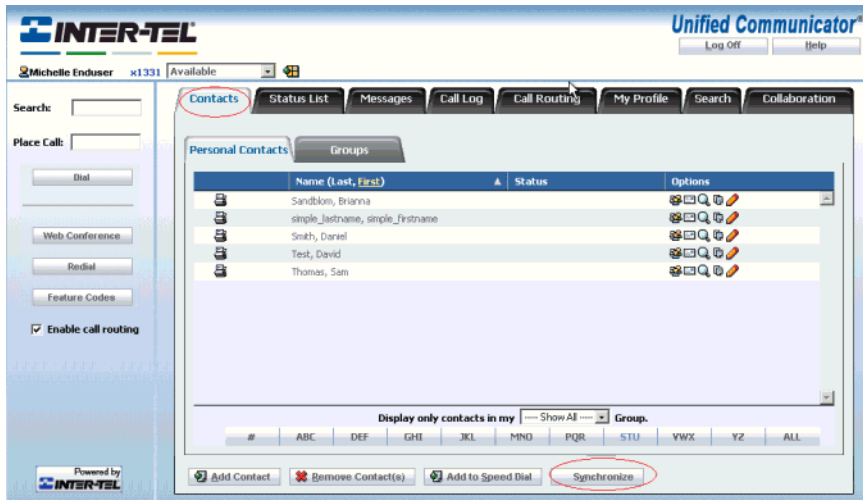 INTER-TEL
Unified Communicator®
Log Off Help
Michelle Enduser x1331 Available
Search:
Place Call:
Dial
Web Conference
Redial
Feature Codes
Enable call routing
Powered by
INTER-TEL
Contacts Status List Messages Call Log Call Routing My Profile Search Collaboration
Personal Contacts Groups
Name (Last, First) Status Options
Sandblom, Brianna
simple_lastname, simple_firstname
Smith, Daniel
Test, David
Thomas, Sam
Display only contacts in my ---- Show All ---- Group.
# ABC DEF GHI JKL MNO PQR STU VWX YZ ALL
Add Contact Remove Contact(s) Add to Speed Dial Synchronize